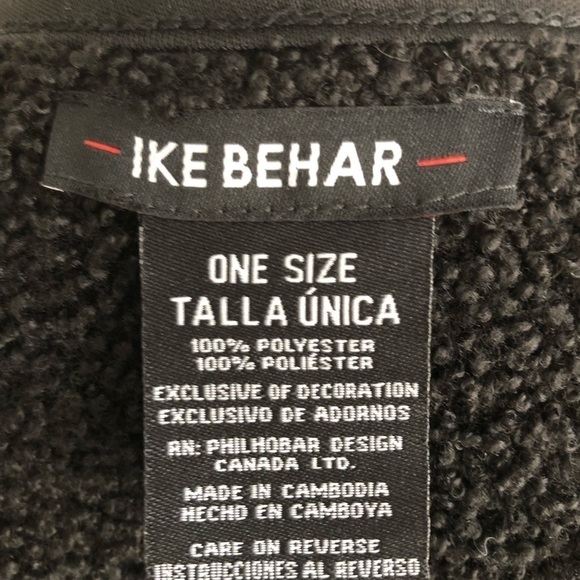 IKE BEHAR
ONE SIZE
TALLA ÚNICA
100% POLYESTER
100% POLIÉSTER
EXCLUSIVE OF DECORATION
EXCLUSIVO DE ADORNOS
RN: PHILHOBAR DESIGN
CANADA LTD.
MADE IN CAMBODIA
HECHO EN CAMBOYA
CARE ON REVERSE
INSTRUCCIONES AL REVERSO